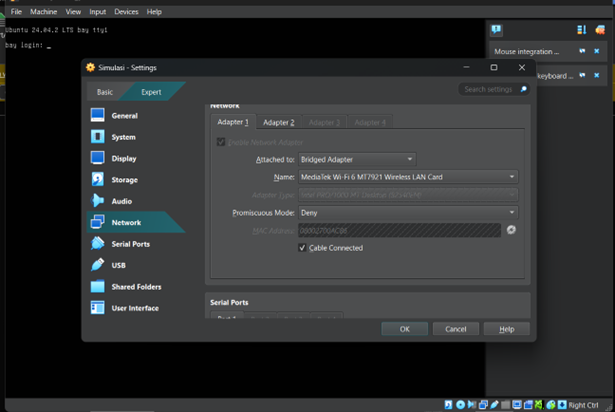 File Machine View Input Devices Help
Ubuntu 24.04.2 LTS bay tty1
bay login: _
Mouse integration ...
keyboard ...
Simulasi - Settings
Basic Expert
Search settings
General
System
Display
Storage
Audio
Network
Serial Ports
USB
Shared Folders
User Interface
Network
Adapter 1 Adapter 2 Adapter 3 Adapter 4
Enable Network Adapter
Attached to: Bridged Adapter
Name: MediaTek Wi-Fi 6 MT7921 Wireless LAN Card
Adapter Type: Intel PRO/1000 MT Desktop (82540EM)
Promiscuous Mode: Deny
MAC Address:
Cable Connected
Serial Ports
Port 1
OK Cancel Help
Right Ctrl